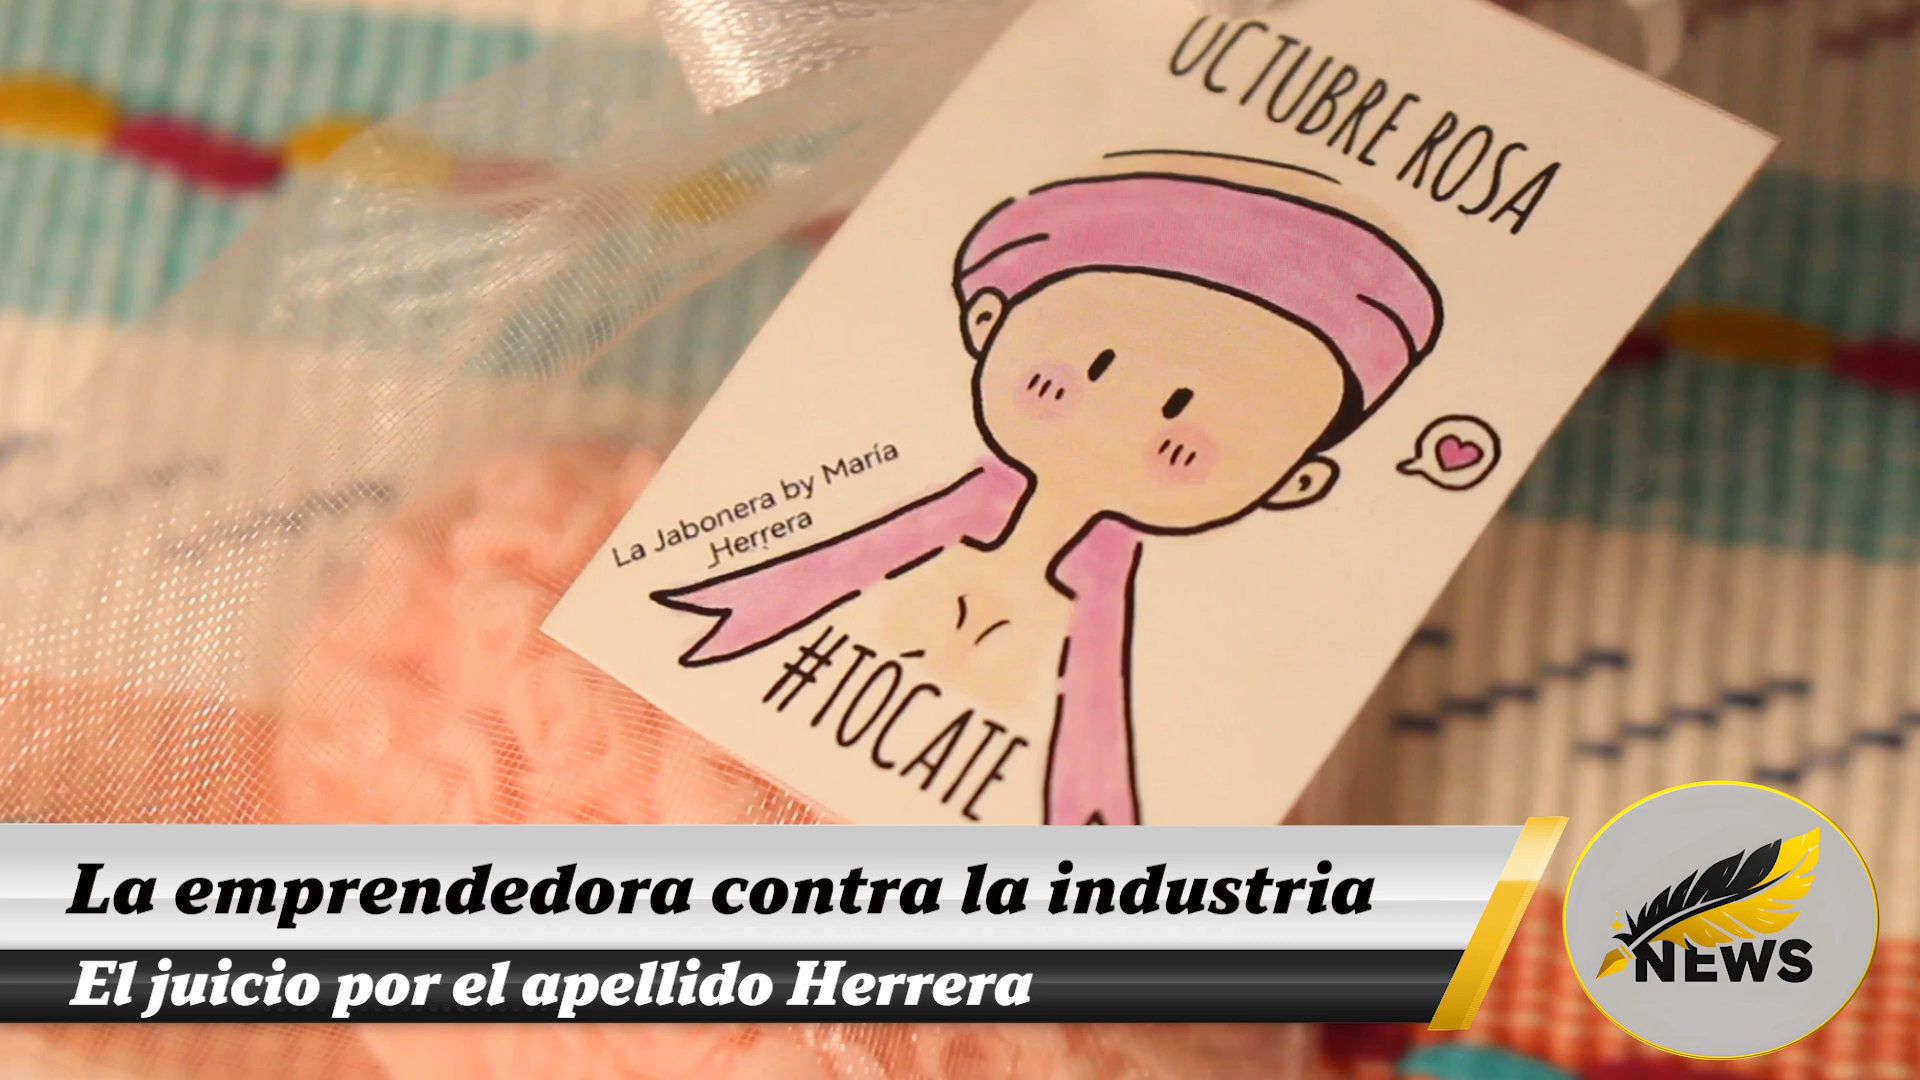 OCTUBRE ROSA
La Jabonera by María
Herrera
#TÓCATE
La emprendedora contra la industria
El juicio por el apellido Herrera
NEWS